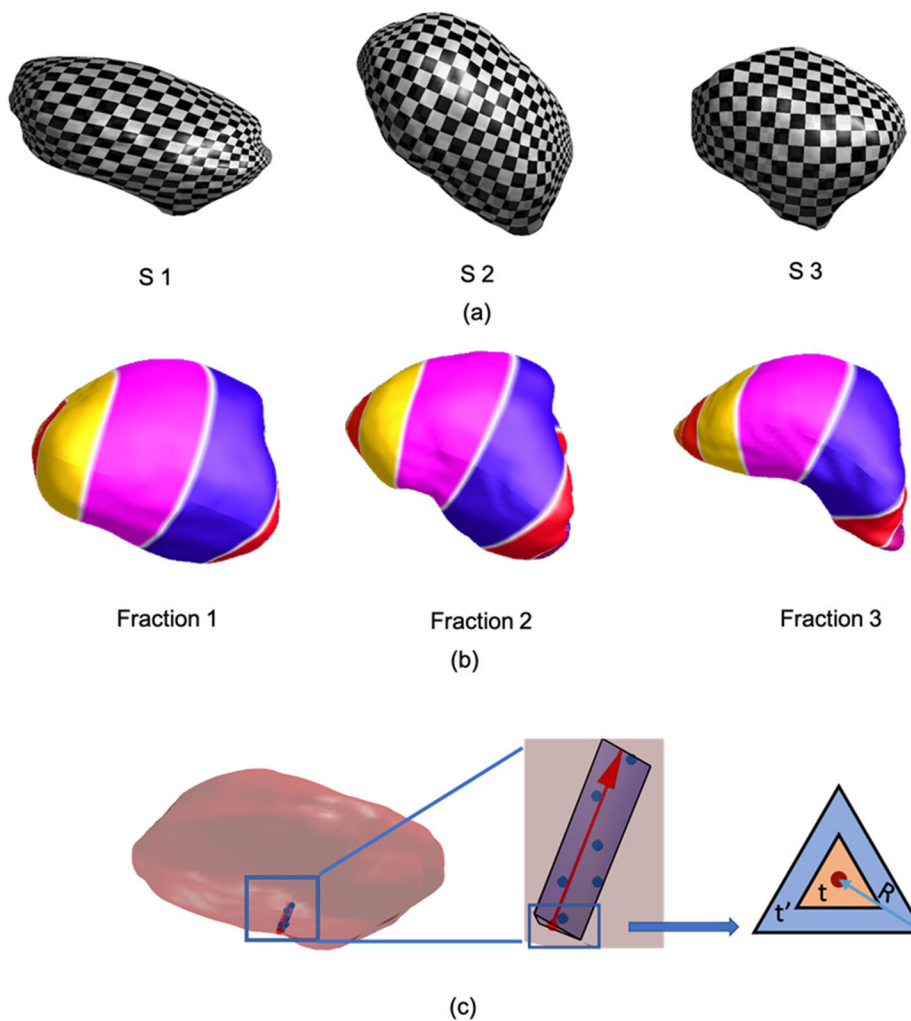 S 1
S 2
S 3
(a)
Fraction 1
Fraction 2
Fraction 3
(b)
t'
t
R
(c)